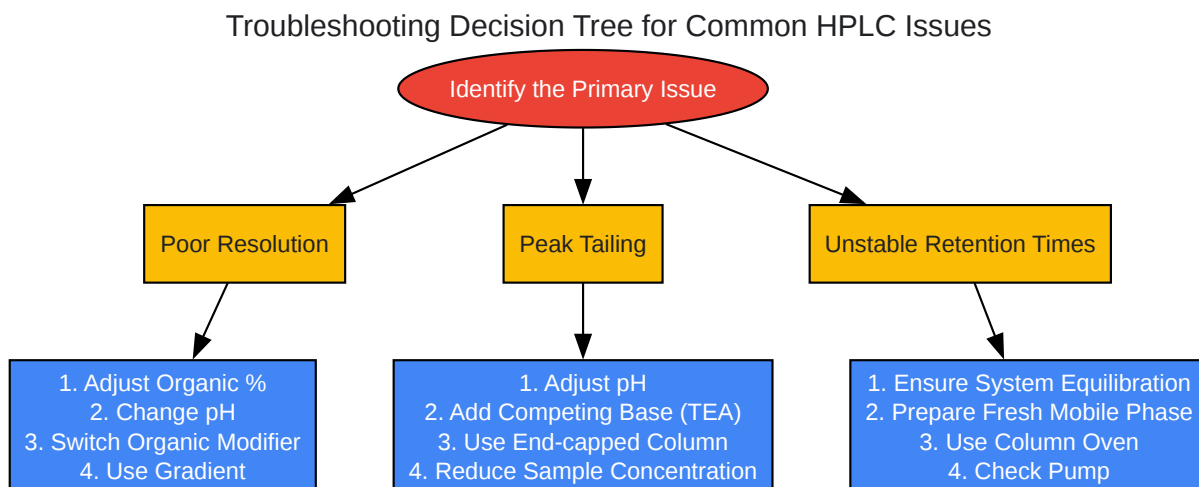 Troubleshooting Decision Tree for Common HPLC Issues
Identify the Primary Issue
Poor Resolution
Peak Tailing
Unstable Retention Times
1. Adjust Organic %
2. Change pH
3. Switch Organic Modifier
4. Use Gradient
1. Adjust pH
2. Add Competing Base (TEA)
3. Use End-capped Column
4. Reduce Sample Concentration
1. Ensure System Equilibration
2. Prepare Fresh Mobile Phase
3. Use Column Oven
4. Check Pump